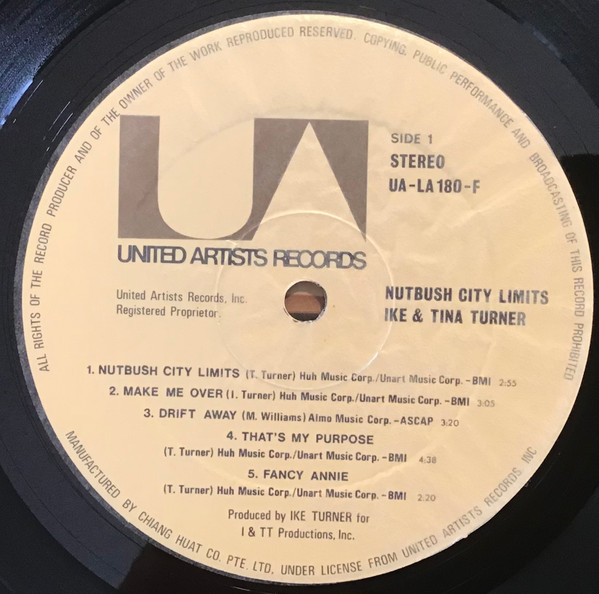 ALL RIGHTS OF THE RECORD PRODUCER AND OF THE OWNER OF THE WORK REPRODUCED RESERVED. COPYING, PUBLIC PERFORMANCE AND BROADCASTING OF THIS RECORD PROHIBITED
UA
SIDE 1
STEREO
UA-LA180-F
UNITED ARTISTS RECORDS
United Artists Records, Inc.
Registered Proprietor.
NUTBUSH CITY LIMITS
IKE & TINA TURNER
1. NUTBUSH CITY LIMITS (T. Turner) Huh Music Corp./Unart Music Corp. -BMI 2:55
2. MAKE ME OVER (I. Turner) Huh Music Corp./Unart Music Corp. -BMI 3:05
3. DRIFT AWAY (M. Williams) Almo Music Corp. -ASCAP 3:20
4. THAT'S MY PURPOSE
(T. Turner) Huh Music Corp./Unart Music Corp. -BMI 4:38
5. FANCY ANNIE
(T. Turner) Huh Music Corp./Unart Music Corp. -BMI 2:20
Produced by IKE TURNER for
I & TT Productions, Inc.
MANUFACTURED BY CHIANG HUAT CO. PTE. LTD. UNDER LICENSE FROM UNITED ARTISTS RECORDS INC